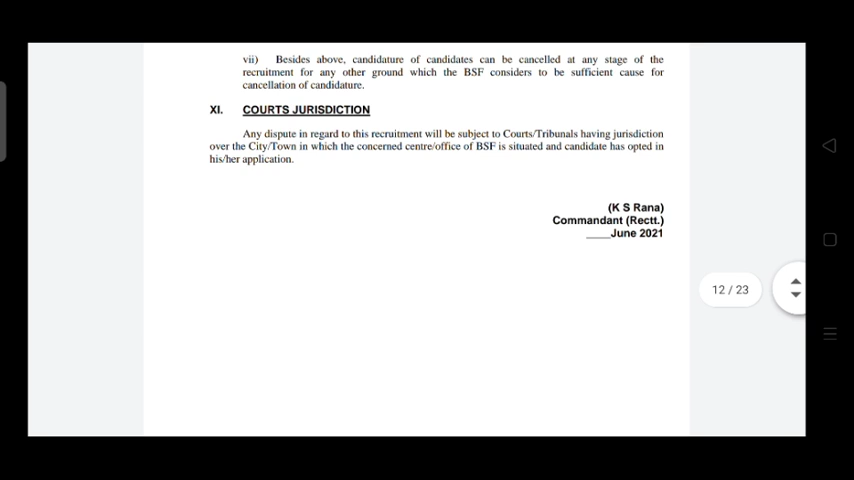 vii) Besides above, candidature of candidates can be cancelled at any stage of the
recruitment for any other ground which the BSF considers to be sufficient cause for
cancellation of candidature.
XI. COURTS JURISDICTION
Any dispute in regard to this recruitment will be subject to Courts/Tribunals having jurisdiction
over the City/Town in which the concerned centre/office of BSF is situated and candidate has opted in
his/her application.
(K S Rana)
Commandant (Rectt.)
____June 2021
12 / 23